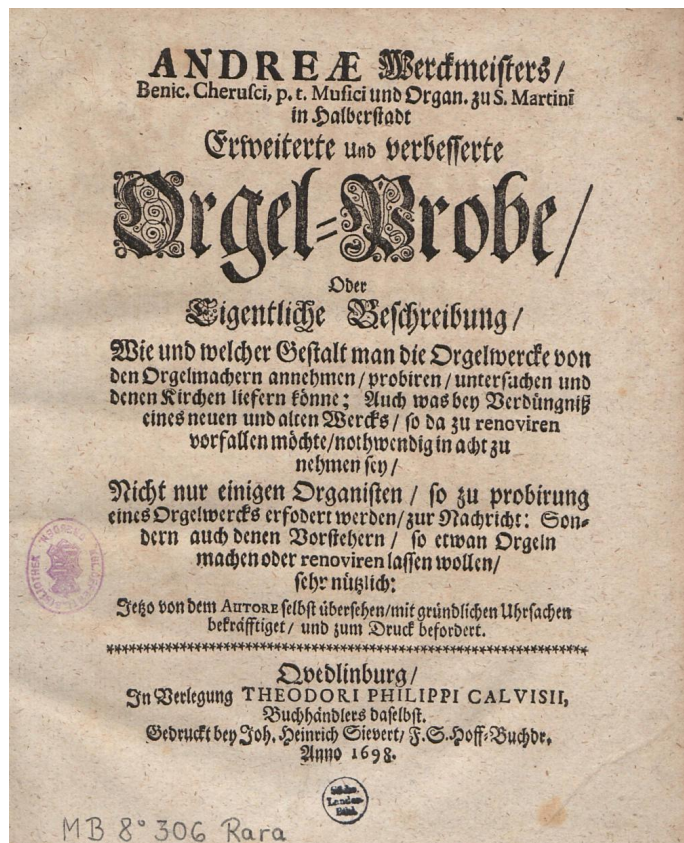 ANDREÆ Werckmeisters/
Benic. Cherusci, p. t. Musici und Organ. zu S. Martini
in Halberstadt
Erweiterte und verbesserte
Orgel-Probe/
Oder
Eigentliche Beschreibung/
Wie und welcher Gestalt man die Orgelwercke von
den Orgelmachern annehmen/probiren/untersuchen und
denen Kirchen liefern könne; Auch was bey Verdüngniß
eines neuen und alten Wercks/so da zu renoviren
vorfallen möchte/nothwendig in acht zu
nehmen sey/
Nicht nur einigen Organisten/so zu probirung
eines Orgelwercks erfodert werden/zur Nachricht: Son-
dern auch denen Vorstehern/so etwan Orgeln
machen oder renoviren lassen wollen/
sehr nützlich:
Jetzo von dem AUTORE selbst übersehen/mit gründlichen Uhrsachen
bekräfftiget/und zum Druck befordert.
Qvedlinburg/
In Verlegung THEODORI PHILIPPI CALVISII,
Buchhändlers daselbst.
Gedruckt bey Joh. Heinrich Sievert/F. S. Hoff-Buchdr.
Anno 1698.
Sächs.
Landes-
Bibl.
MB 8° 306 Rara